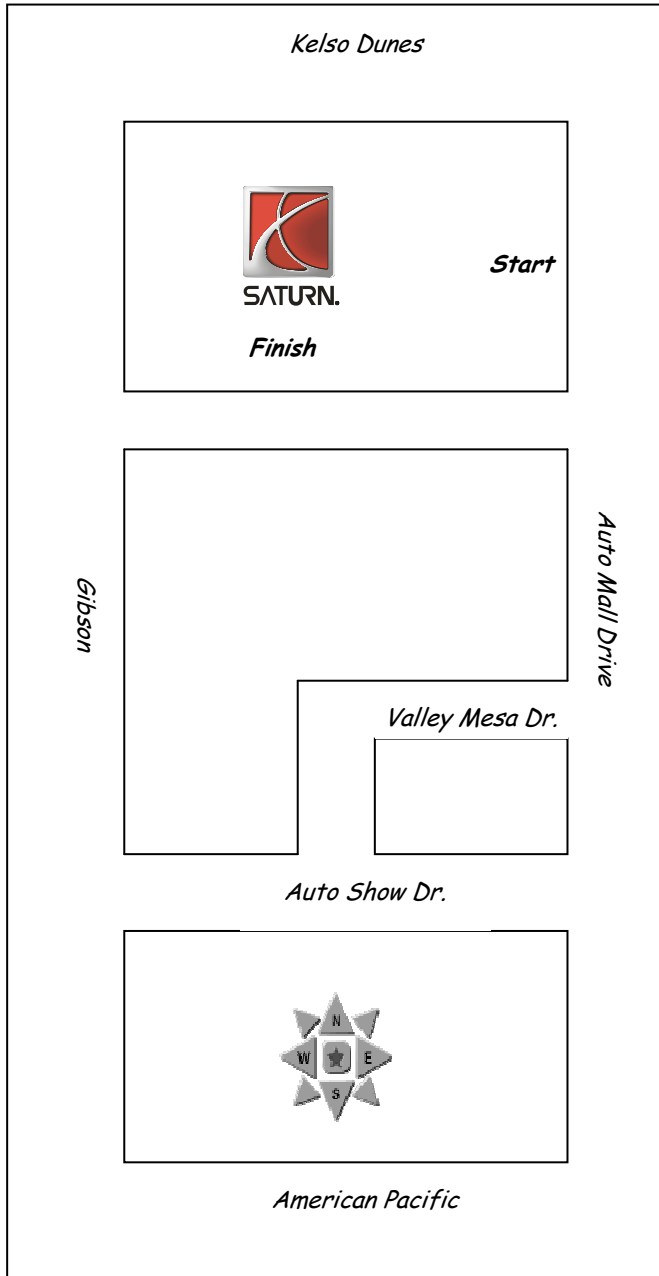 Kelso Dunes
SATURN.
Start
Finish
Gibson
Auto Mall Drive
Valley Mesa Dr.
Auto Show Dr.
N
W E
S
American Pacific